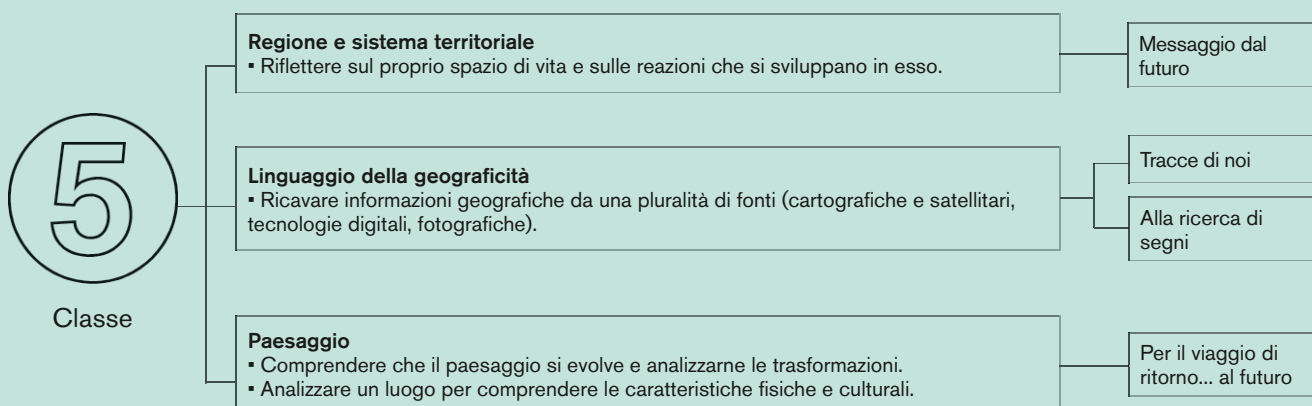 5
Classe
Regione e sistema territoriale
▪ Riflettere sul proprio spazio di vita e sulle reazioni che si sviluppano in esso.
Messaggio dal
futuro
Linguaggio della geograficità
▪ Ricavare informazioni geografiche da una pluralità di fonti (cartografiche e satellitari,
tecnologie digitali, fotografiche).
Tracce di noi
Alla ricerca di
segni
Paesaggio
▪ Comprendere che il paesaggio si evolve e analizzarne le trasformazioni.
▪ Analizzare un luogo per comprendere le caratteristiche fisiche e culturali.
Per il viaggio di
ritorno... al futuro